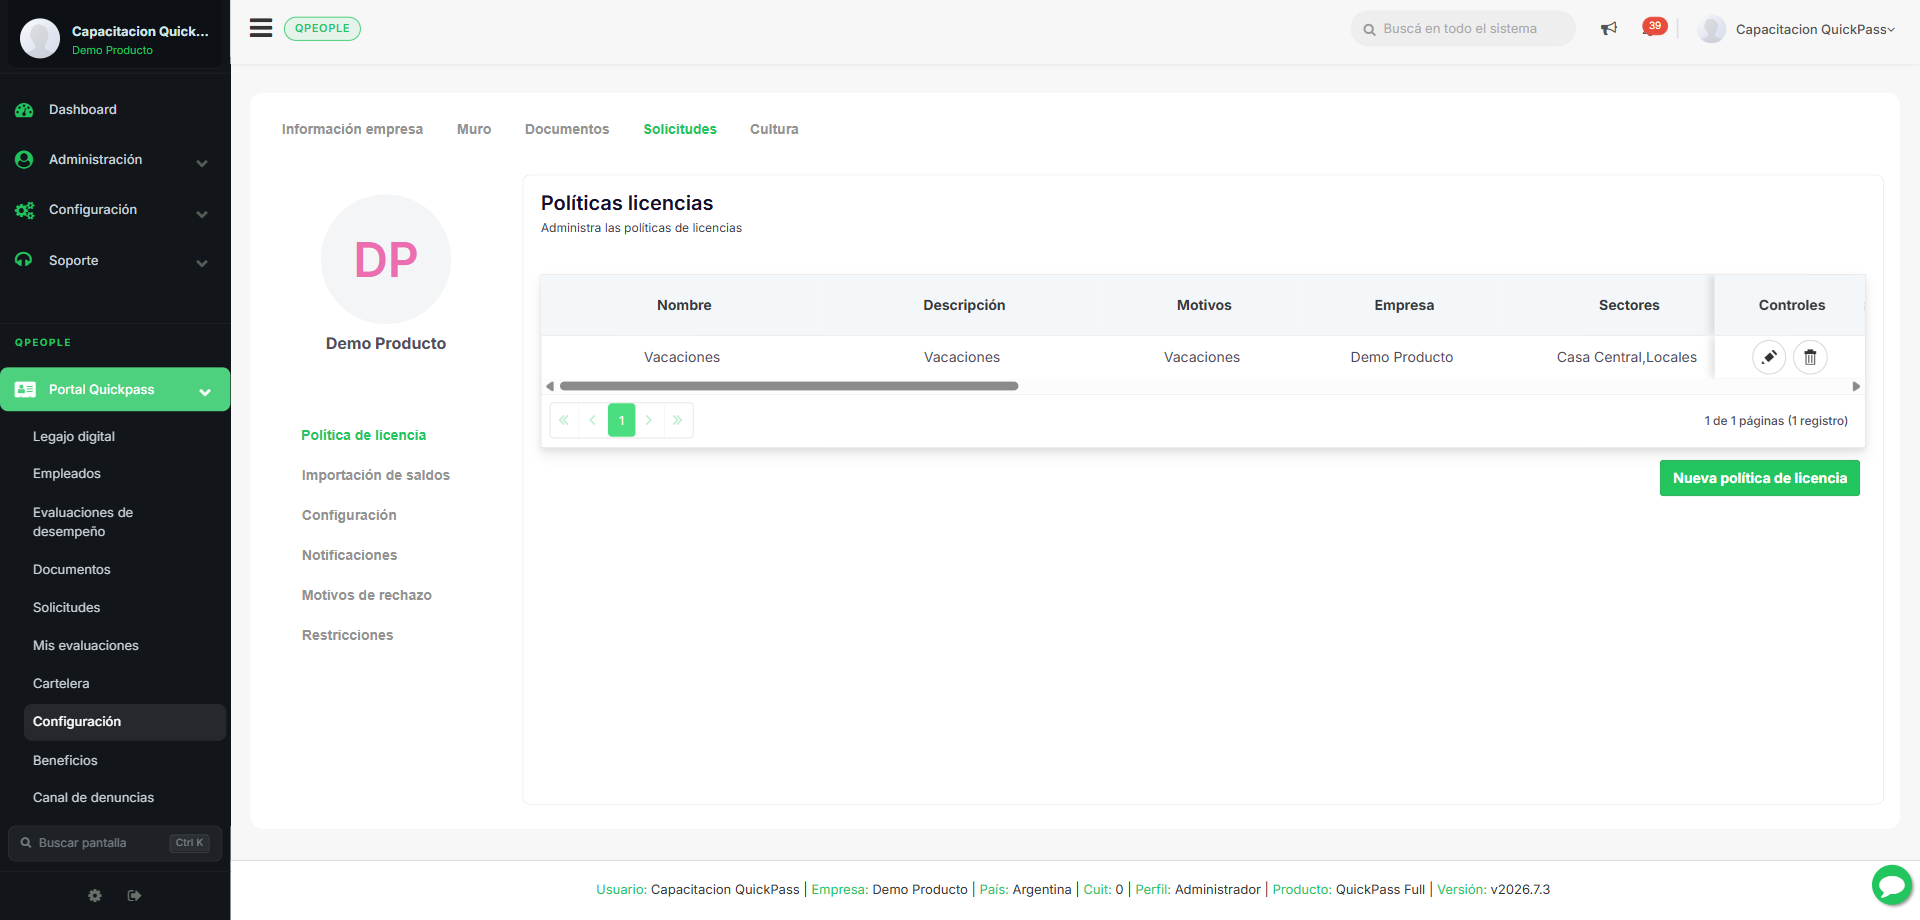 Capacitacion Quick...
Demo Producto
Dashboard
Administración
Configuración
Soporte
QPEOPLE
Portal Quickpass
Legajo digital
Empleados
Evaluaciones de
desempeño
Documentos
Solicitudes
Mis evaluaciones
Cartelera
Configuración
Beneficios
Canal de denuncias
Buscar pantalla Ctrl K
QPEOPLE
Buscá en todo el sistema
39
Capacitacion QuickPass
Información empresa Muro Documentos Solicitudes Cultura
DP
Demo Producto
Política de licencia
Importación de saldos
Configuración
Notificaciones
Motivos de rechazo
Restricciones
Políticas licencias
Administra las políticas de licencias
Nombre Descripción Motivos Empresa Sectores Controles
Vacaciones Vacaciones Vacaciones Demo Producto Casa Central,Locales
« ‹ 1 › »
1 de 1 páginas (1 registro)
Nueva política de licencia
Usuario: Capacitacion QuickPass | Empresa: Demo Producto | País: Argentina | Cuit: 0 | Perfil: Administrador | Producto: QuickPass Full | Versión: v2026.7.3